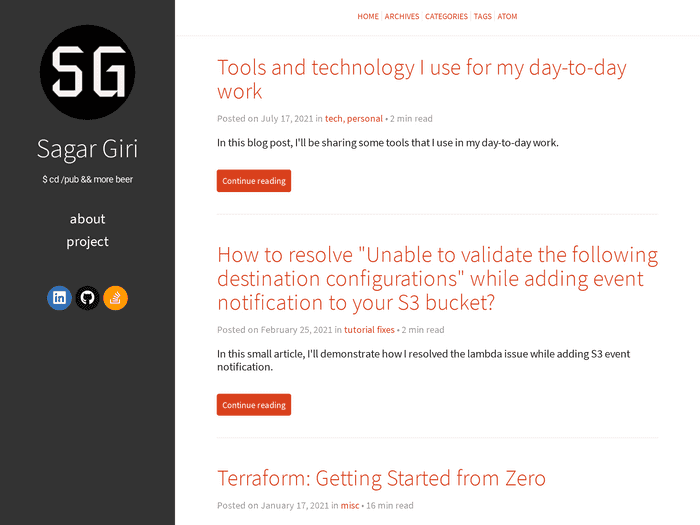 SG
Sagar Giri
$ cd /pub && more beer
about
project
HOME ARCHIVES CATEGORIES TAGS ATOM
Tools and technology I use for my day-to-day
work
Posted on July 17, 2021 in tech, personal • 2 min read
In this blog post, I'll be sharing some tools that I use in my day-to-day work.
Continue reading
How to resolve "Unable to validate the following
destination configurations" while adding event
notification to your S3 bucket?
Posted on February 25, 2021 in tutorial fixes • 2 min read
In this small article, I'll demonstrate how I resolved the lambda issue while adding S3 event
notification.
Continue reading
Terraform: Getting Started from Zero
Posted on January 17, 2021 in misc • 16 min read